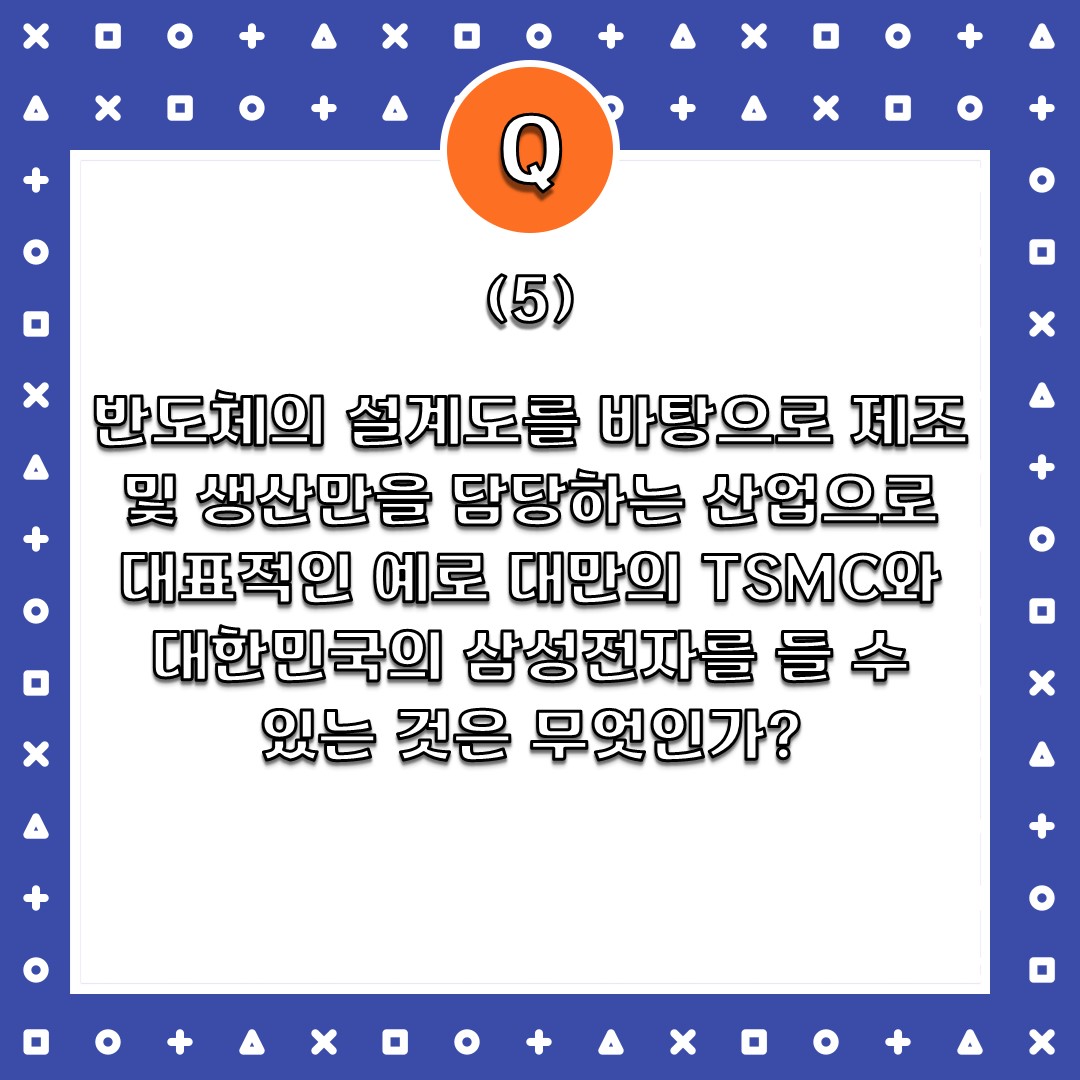 Q
(5)
반도체의 설계도를 바탕으로 제조
및 생산만을 담당하는 산업으로
대표적인 예로 대만의 TSMC와
대한민국의 삼성전자를 들 수
있는 것은 무엇인가?